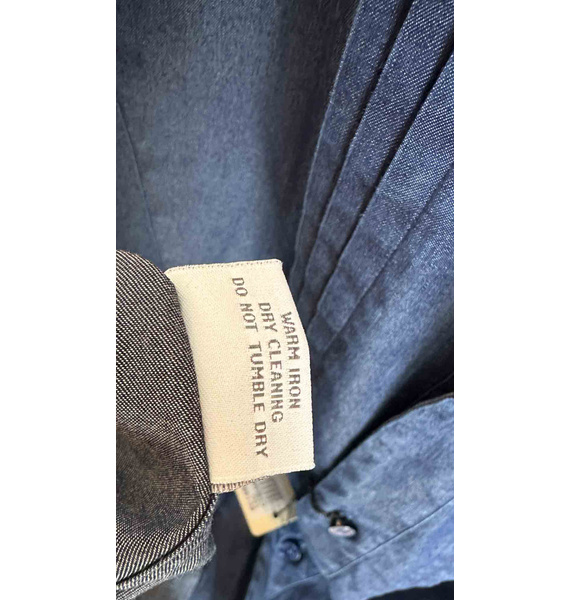 WARM IRON
DRY CLEANING
DO NOT TUMBLE DRY